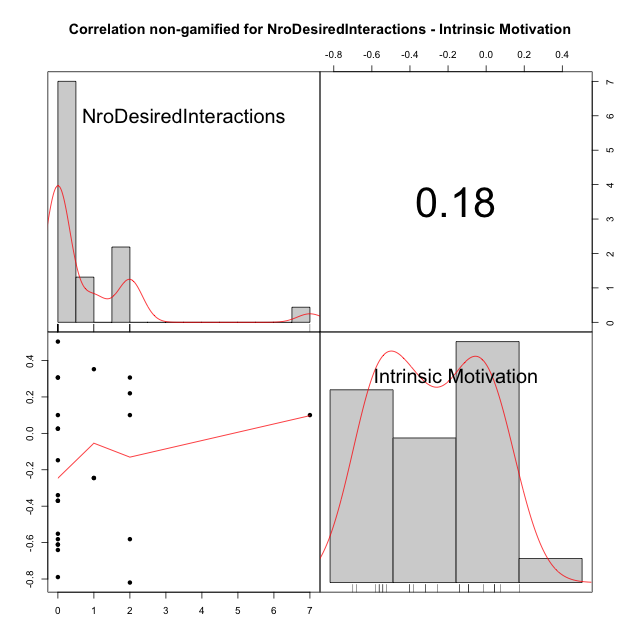 Correlation non-gamified for NroDesiredInteractions - Intrinsic Motivation
-0.8 -0.6 -0.4 -0.2 0.0 0.2 0.4
NroDesiredInteractions
0.18
0 1 2 3 4 5 6 7
-0.8 -0.6 -0.4 -0.2 0.0 0.2 0.4
Intrinsic Motivation
0 1 2 3 4 5 6 7